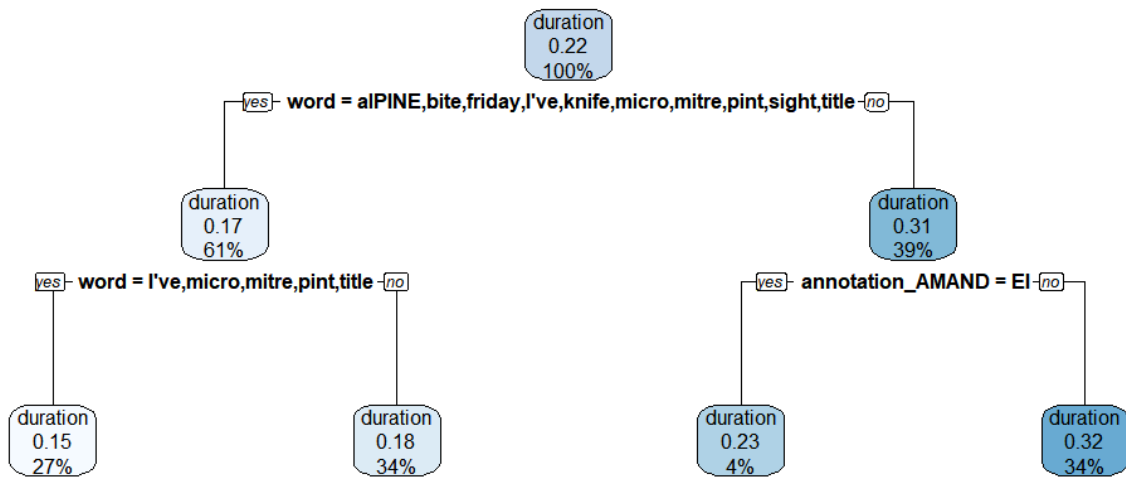 duration
0.22
100%
yes word = alPINE,bite,friday,I've,knife,micro,mitre,pint,sight,title no
duration
0.17
61%
duration
0.31
39%
yes word = I've,micro,mitre,pint,title no
yes annotation_AMAND = EI no
duration
0.15
27%
duration
0.18
34%
duration
0.23
4%
duration
0.32
34%